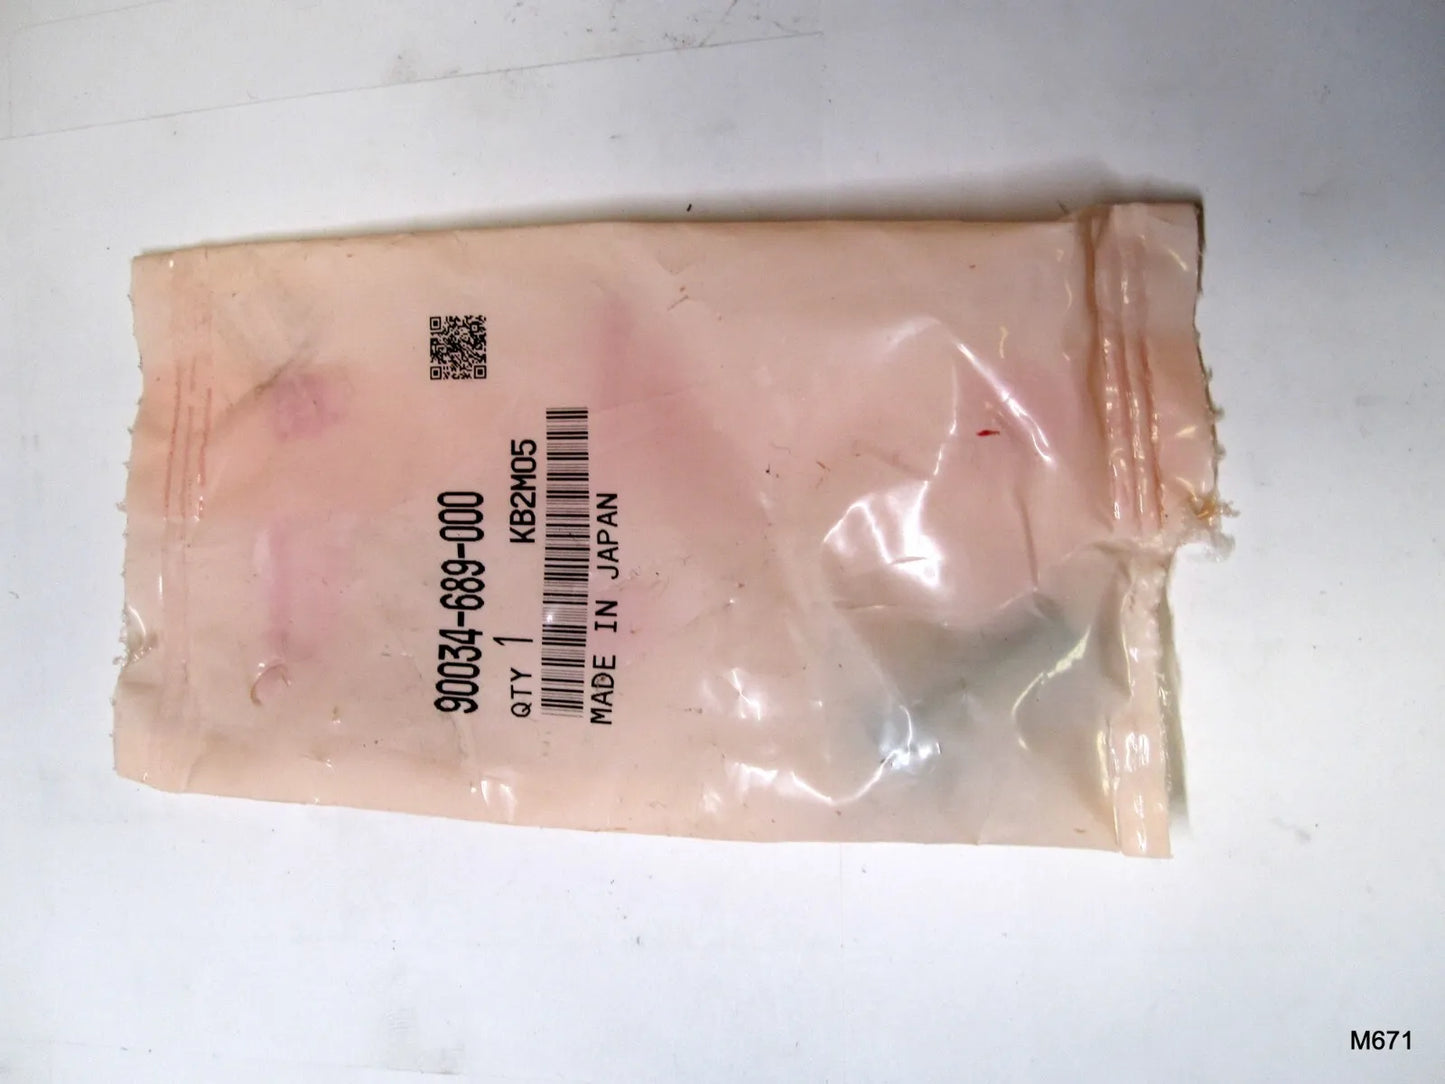 90034-689-000
QTY 1 KB2M05
MADE IN JAPAN
M671